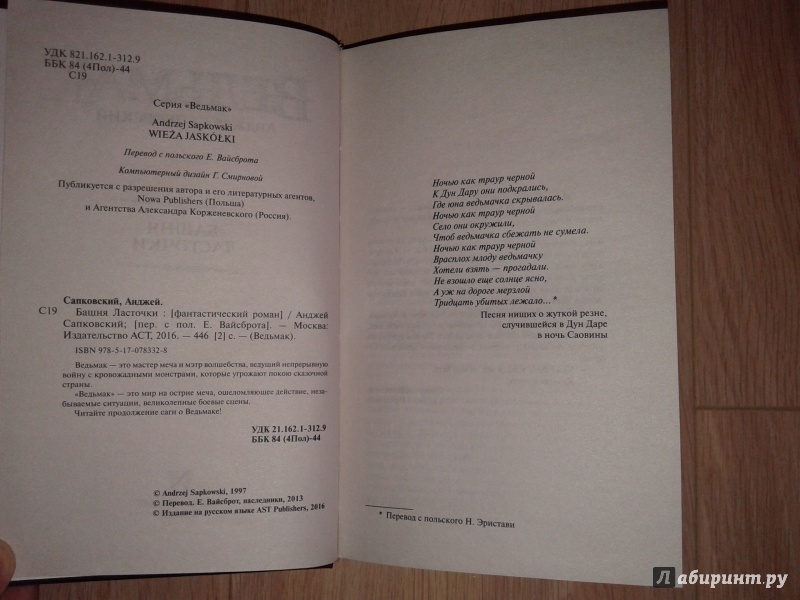 УДК 821.162.1-312.9
ББК 84 (4Пол)-44
С19
Серия «Ведьмак»
Andrzej Sapkowski
WIEŻA JASKÓŁKI
Перевод с польского Е. Вайсброта
Компьютерный дизайн Г. Смирновой
Публикуется с разрешения автора и его литературных агентов,
Nowa Publishers (Польша)
и Агентства Александра Корженевского (Россия).
Сапковский, Анджей.
С19 Башня Ласточки : [фантастический роман] / Анджей
Сапковский; [пер. с пол. Е. Вайсброта]. — Москва:
Издательство АСТ, 2016. — 446 [2] с. — (Ведьмак).
ISBN 978-5-17-078332-8
Ведьмак — это мастер меча и мэтр волшебства, ведущий непрерывную
войну с кровожадными монстрами, которые угрожают покою сказочной
страны.
«Ведьмак» — это мир на острие меча, ошеломляющее действие, неза-
бываемые ситуации, великолепные боевые сцены.
Читайте продолжение саги о Ведьмаке!
УДК 21.162.1-312.9
ББК 84 (4Пол)-44
© Andrzej Sapkowski, 1997
© Перевод. Е. Вайсброт, наследники, 2013
© Издание на русском языке AST Publishers, 2016
Ночью как траур черной
К Дун Дару они подкрались,
Где юна ведьмачка скрывалась.
Ночью как траур черной
Село они окружили,
Чтоб ведьмачка сбежать не сумела.
Ночью как траур черной
Врасплох младу ведьмачку
Хотели взять — прогадали.
Не взошло еще солнце ясно,
А уж на дороге мерзлой
Тридцать убитых лежало...*
Песня нищих о жуткой резне,
случившейся в Дун Даре
в ночь Саовины
* Перевод с польского Н. Эристави
Лабиринт.ру